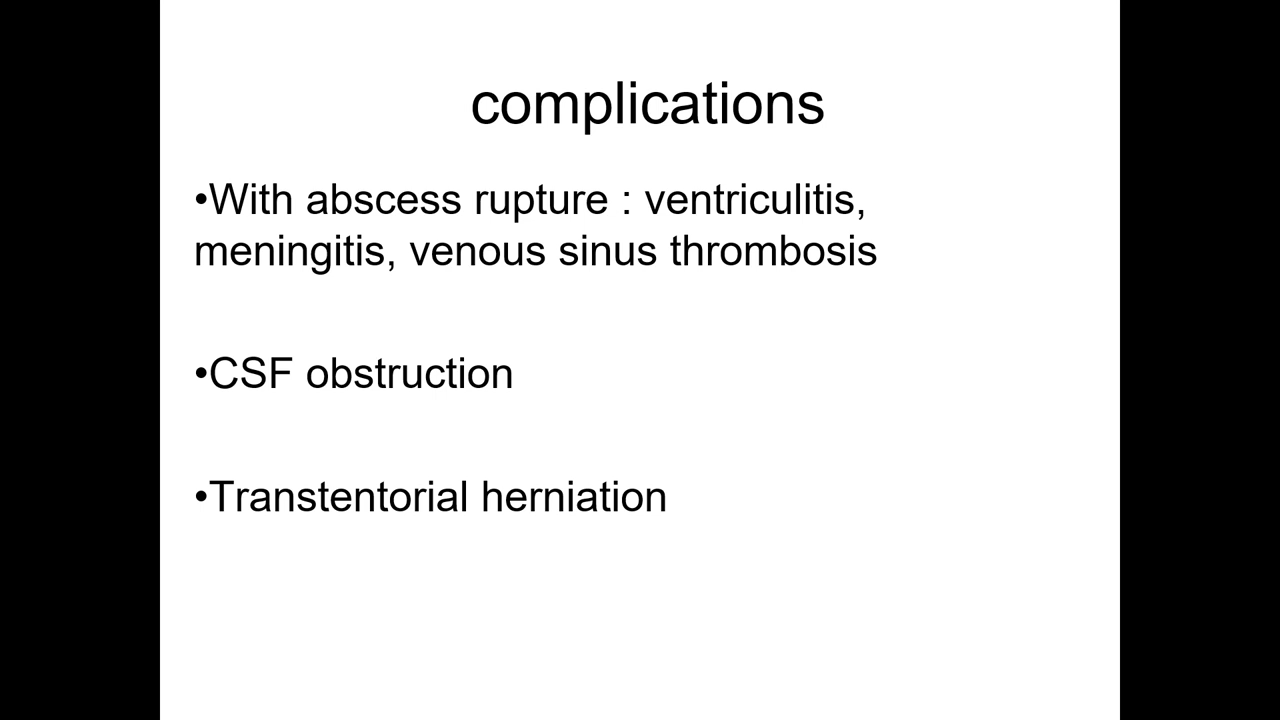 complications
•With abscess rupture : ventriculitis,
meningitis, venous sinus thrombosis
•CSF obstruction
•Transtentorial herniation